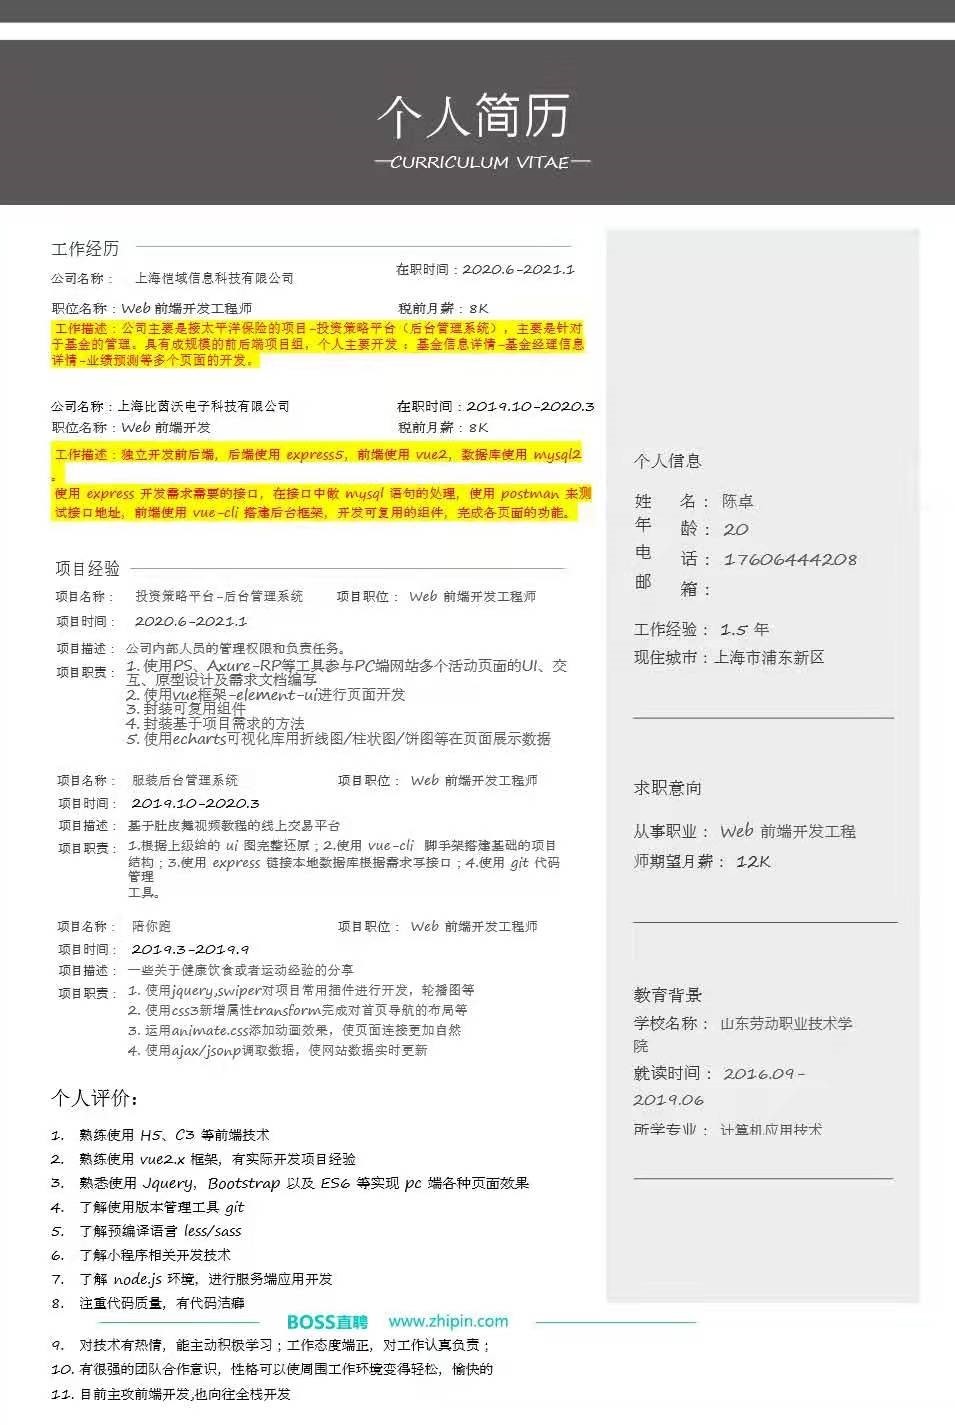 个人简历
CURRICULUM VITAE
工作经历
公司名称： 上海恺域信息科技有限公司 在职时间：2020.6-2021.1
职位名称：Web 前端开发工程师 税前月薪：8K
工作描述：公司主要是接太平洋保险的项目-投资策略平台（后台管理系统），主要是针对
于基金的管理。具有成规模的前后端项目组，个人主要开发 ：基金信息详情-基金经理信息
详情-业绩预测等多个页面的开发。
公司名称：上海比茵沃电子科技有限公司 在职时间：2019.10-2020.3
职位名称：Web 前端开发 税前月薪：8K
工作描述：独立开发前后端，后端使用 express5，前端使用 vue2，数据库使用 mysql2
。
使用 express 开发需求需要的接口，在接口中做 mysql 语句的处理，使用 postman 来测
试接口地址，前端使用 vue-cli 搭建后台框架，开发可复用的组件，完成各页面的功能。
项目经验
项目名称： 投资策略平台-后台管理系统 项目职位： Web 前端开发工程师
项目时间： 2020.6-2021.1
项目描述： 公司内部人员的管理权限和负责任务。
项目职责： 1. 使用PS、Axure-RP等工具参与PC端网站多个活动页面的UI、交
互、原型设计及需求文档编写
2. 使用vue框架-element-ui进行页面开发
3. 封装可复用组件
4. 封装基于项目需求的方法
5. 使用echarts可视化库用折线图/柱状图/饼图等在页面展示数据
项目名称： 服装后台管理系统 项目职位： Web 前端开发工程师
项目时间： 2019.10-2020.3
项目描述： 基于肚皮舞视频教程的线上交易平台
项目职责： 1.根据上级给的 ui 图完整还原；2.使用 vue-cli 脚手架搭建基础的项目
结构；3.使用 express 链接本地数据库根据需求写接口；4.使用 git 代码
管理
工具。
项目名称： 陪你跑 项目职位： Web 前端开发工程师
项目时间： 2019.3-2019.9
项目描述： 一些关于健康饮食或者运动经验的分享
项目职责： 1. 使用jquery,swiper对项目常用插件进行开发，轮播图等
2. 使用css3新增属性transform完成对首页导航的布局等
3. 运用animate.css添加动画效果，使页面连接更加自然
4. 使用ajax/jsonp调取数据，使网站数据实时更新
个人评价：
1. 熟练使用 H5、C3 等前端技术
2. 熟练使用 vue2.x 框架，有实际开发项目经验
3. 熟悉使用 Jquery，Bootstrap 以及 ES6 等实现 pc 端各种页面效果
4. 了解使用版本管理工具 git
5. 了解预编译语言 less/sass
6. 了解小程序相关开发技术
7. 了解 node.js 环境，进行服务端应用开发
8. 注重代码质量，有代码洁癖
BOSS直聘 www.zhipin.com
9. 对技术有热情，能主动积极学习；工作态度端正，对工作认真负责；
10. 有很强的团队合作意识，性格可以使周围工作环境变得轻松，愉快的
11. 目前主攻前端开发,也向往全栈开发
个人信息
姓 名： 陈卓
年 龄： 20
电 话： 17606444208
邮 箱：
工作经验： 1.5 年
现住城市：上海市浦东新区
求职意向
从事职业： Web 前端开发工程
师期望月薪： 12K
教育背景
学校名称： 山东劳动职业技术学
院
就读时间： 2016.09-
2019.06
所学专业： 计算机应用技术